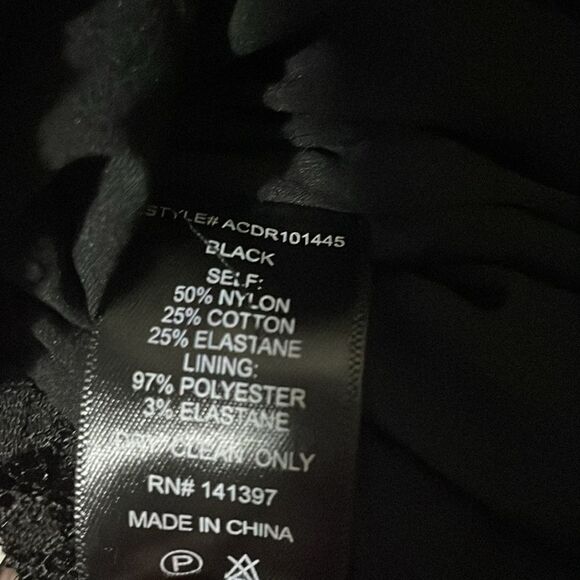 STYLE# ACDR101445
BLACK
SELF:
50% NYLON
25% COTTON
25% ELASTANE
LINING:
97% POLYESTER
3% ELASTANE
DRY CLEAN ONLY
RN# 141397
MADE IN CHINA
P